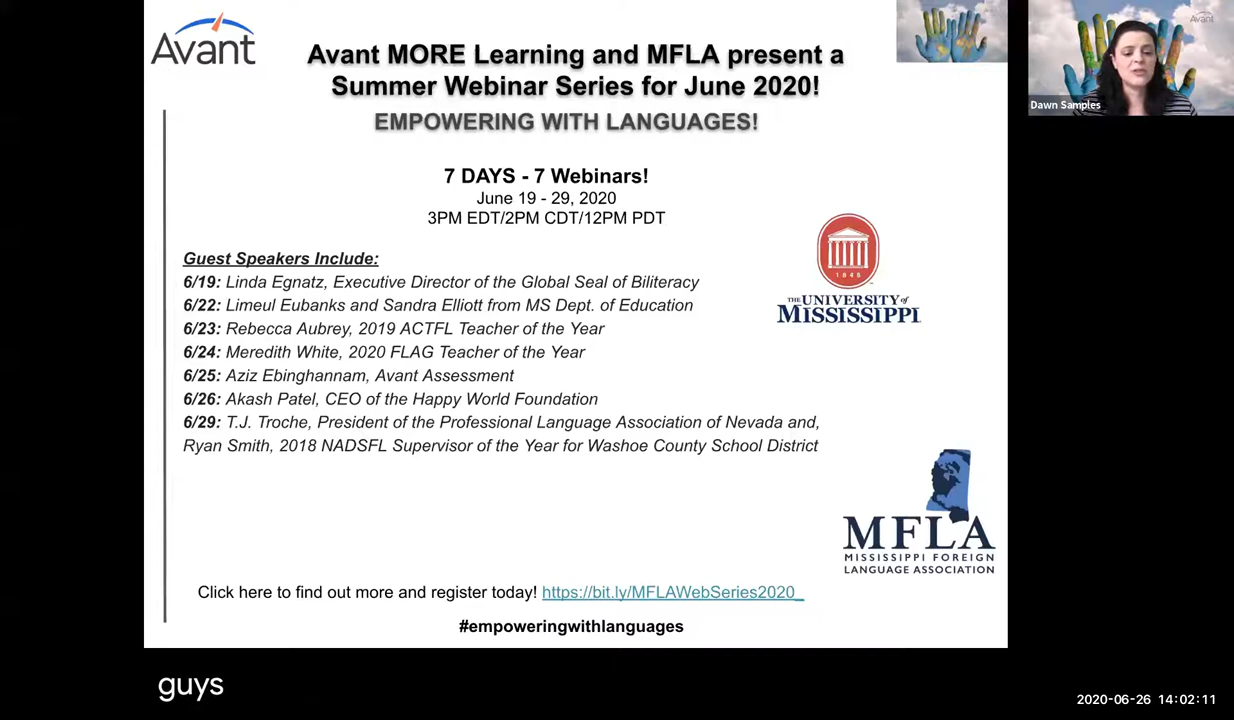 Avant
Avant MORE Learning and MFLA present a
Summer Webinar Series for June 2020!
EMPOWERING WITH LANGUAGES!
7 DAYS - 7 Webinars!
June 19 - 29, 2020
3PM EDT/2PM CDT/12PM PDT
Guest Speakers Include:
6/19: Linda Egnatz, Executive Director of the Global Seal of Biliteracy
6/22: Limeul Eubanks and Sandra Elliott from MS Dept. of Education
6/23: Rebecca Aubrey, 2019 ACTFL Teacher of the Year
6/24: Meredith White, 2020 FLAG Teacher of the Year
6/25: Aziz Ebinghannam, Avant Assessment
6/26: Akash Patel, CEO of the Happy World Foundation
6/29: T.J. Troche, President of the Professional Language Association of Nevada and,
Ryan Smith, 2018 NADSFL Supervisor of the Year for Washoe County School District
1848
THE UNIVERSITY of
MISSISSIPPI
MFLA
MISSISSIPPI FOREIGN
LANGUAGE ASSOCIATION
Click here to find out more and register today! https://bit.ly/MFLAWebSeries2020_
#empoweringwithlanguages
Avant
Dawn Samples
guys
2020-06-26 14:02:11